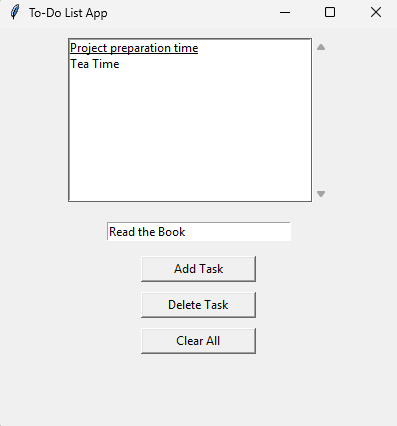 To-Do List App
Project preparation time
Tea Time
Read the Book
Add Task
Delete Task
Clear All